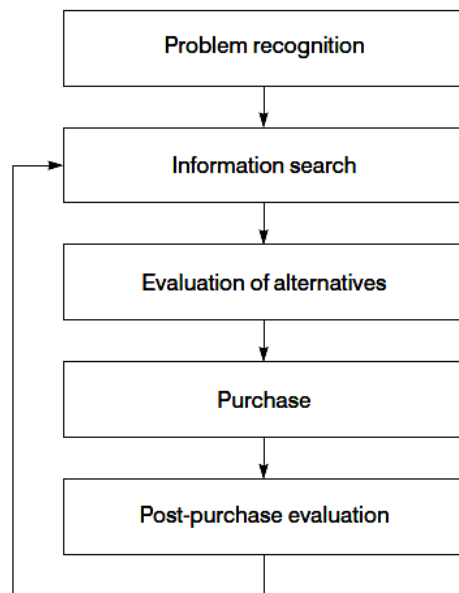 Problem recognition
Information search
Evaluation of alternatives
Purchase
Post-purchase evaluation